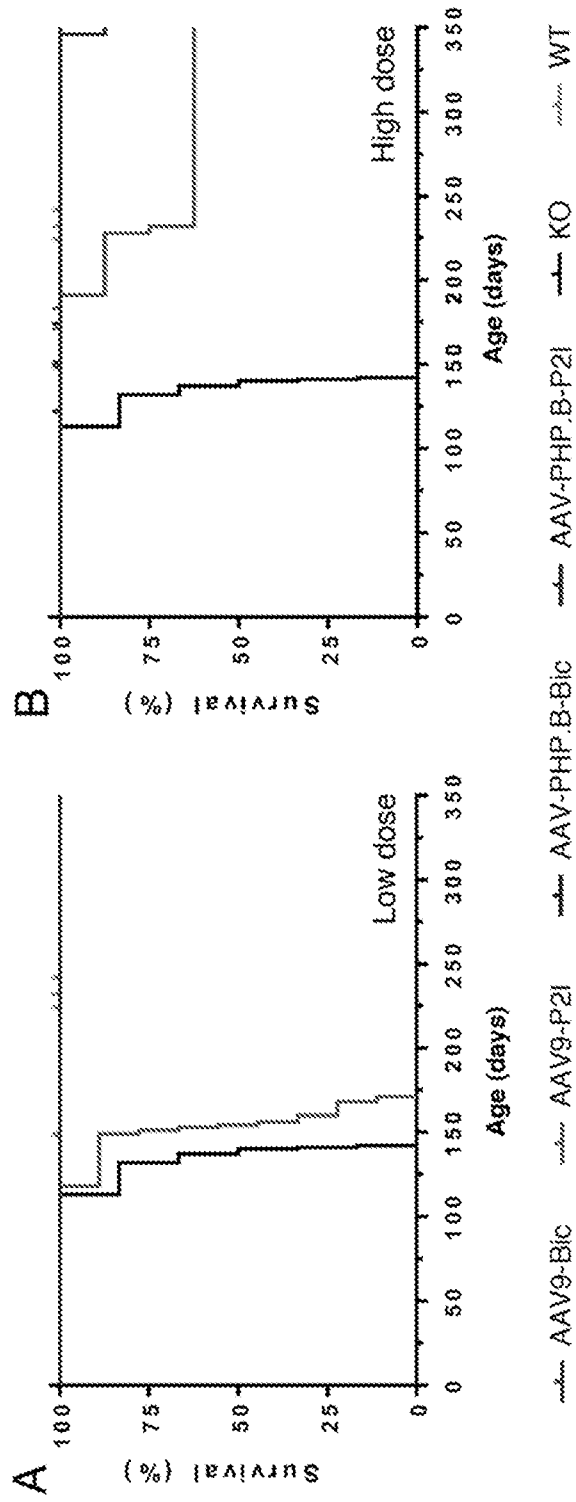 A
Survival (%)
100
75
50
25
0
0 50 100 150 200 250 300 350
Age (days)
Low dose
B
Survival (%)
100
75
50
25
0
0 50 100 150 200 250 300 350
Age (days)
High dose
AAV9-Bic AAV9-P2I AAV-PHP.B-Bic AAV-PHP.B-P2I KO WT